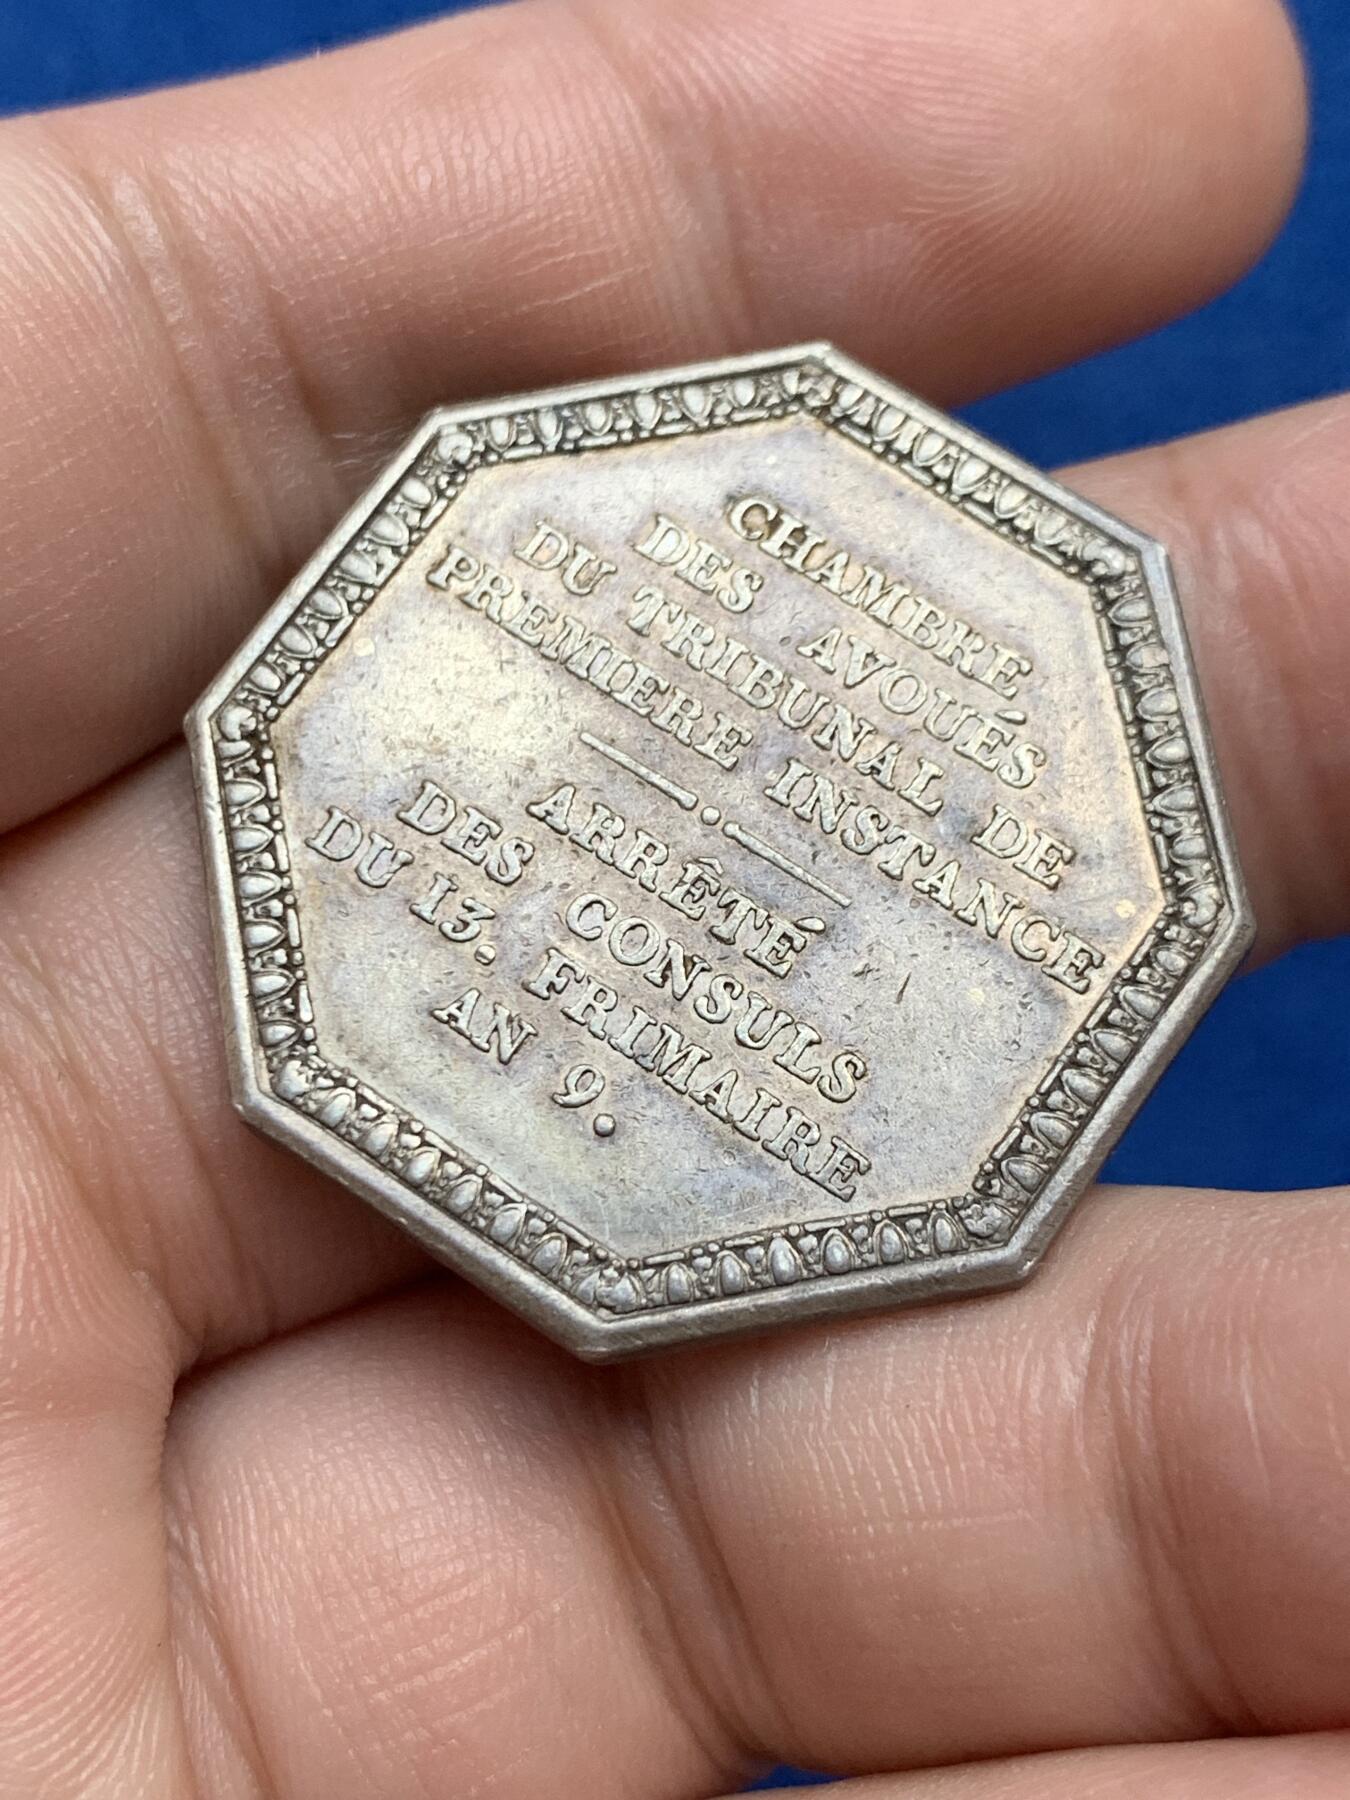 CHAMBRE
DES AVOUÉS
DU TRIBUNAL DE
PREMIERE INSTANCE
ARRÊTÉ
DES CONSULS
DU 13. FRIMAIRE
AN 9.